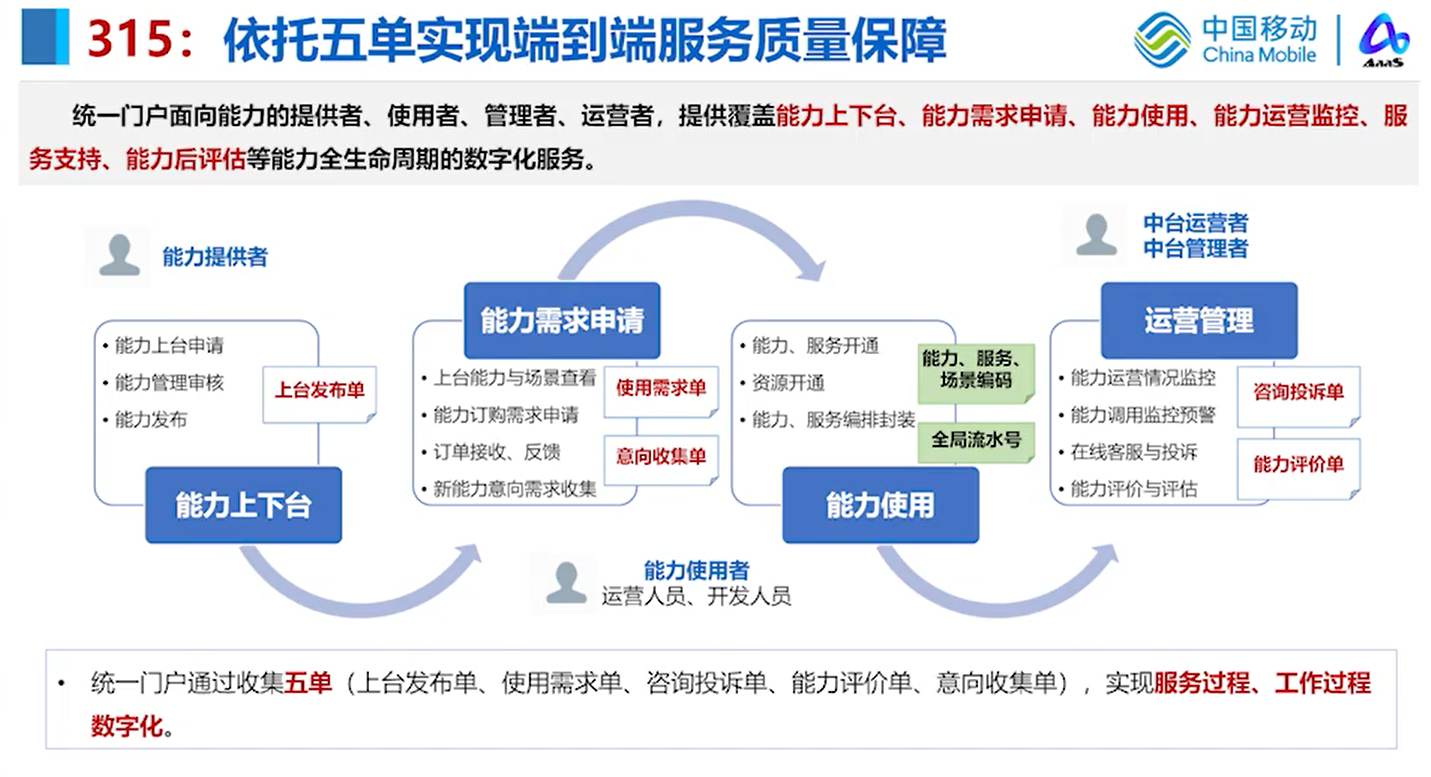 315：依托五单实现端到端服务质量保障
中国移动
China Mobile
AaaS
统一门户面向能力的提供者、使用者、管理者、运营者，提供覆盖能力上下台、能力需求申请、能力使用、能力运营监控、服
务支持、能力后评估等能力全生命周期的数字化服务。
能力提供者
• 能力上台申请
• 能力管理审核
• 能力发布
上台发布单
能力上下台
能力需求申请
• 上台能力与场景查看
• 能力订购需求申请
• 订单接收、反馈
• 新能力意向需求收集
使用需求单
意向收集单
能力使用者
运营人员、开发人员
• 能力、服务开通
• 资源开通
• 能力、服务编排封装
能力、服务、
场景编码
全局流水号
能力使用
中台运营者
中台管理者
运营管理
• 能力运营情况监控
• 能力调用监控预警
• 在线客服与投诉
• 能力评价与评估
咨询投诉单
能力评价单
• 统一门户通过收集五单（上台发布单、使用需求单、咨询投诉单、能力评价单、意向收集单），实现服务过程、工作过程
数字化。